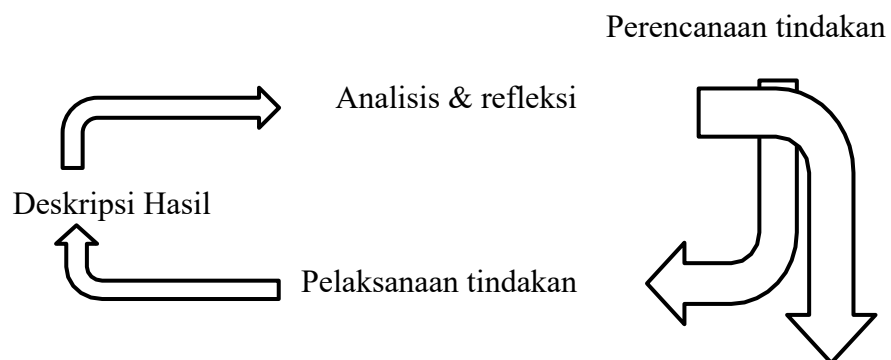 Perencanaan tindakan
Analisis & refleksi
Deskripsi Hasil
Pelaksanaan tindakan